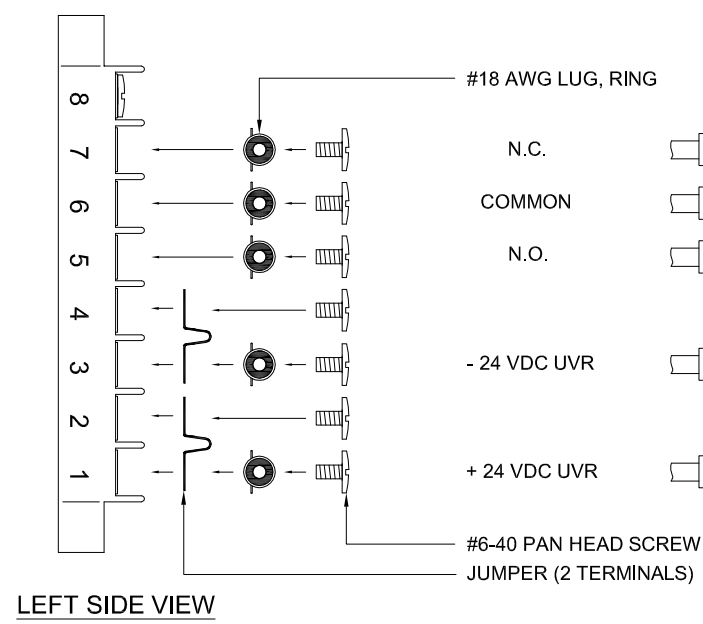 #18 AWG LUG, RING
8
7 N.C.
6 COMMON
5 N.O.
4
3 - 24 VDC UVR
2
1 + 24 VDC UVR
#6-40 PAN HEAD SCREW
JUMPER (2 TERMINALS)
LEFT SIDE VIEW